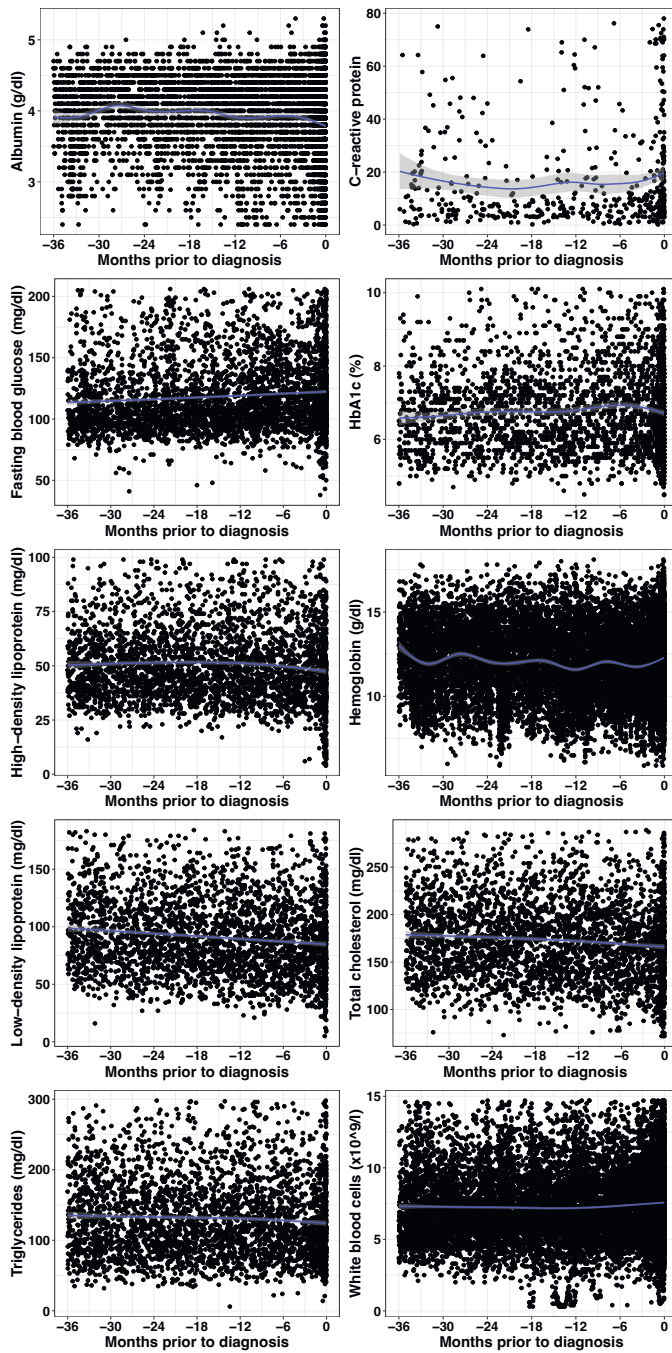 Albumin (g/dl)
5
4
3
−36 −30 −24 −18 −12 −6 0
Months prior to diagnosis
C−reactive protein
80
60
40
20
0
−36 −30 −24 −18 −12 −6 0
Months prior to diagnosis
Fasting blood glucose (mg/dl)
200
150
100
50
−36 −30 −24 −18 −12 −6 0
Months prior to diagnosis
HbA1c (%)
10
8
6
−36 −30 −24 −18 −12 −6 0
Months prior to diagnosis
High−density lipoprotein (mg/dl)
100
75
50
25
0
−36 −30 −24 −18 −12 −6 0
Months prior to diagnosis
Hemoglobin (g/dl)
15
10
−36 −30 −24 −18 −12 −6 0
Months prior to diagnosis
Low−density lipoprotein (mg/dl)
150
100
50
0
−36 −30 −24 −18 −12 −6 0
Months prior to diagnosis
Total cholesterol (mg/dl)
250
200
150
100
−36 −30 −24 −18 −12 −6 0
Months prior to diagnosis
Triglycerides (mg/dl)
300
200
100
0
−36 −30 −24 −18 −12 −6 0
Months prior to diagnosis
White blood cells (x10^9/l)
15
10
5
0
−36 −30 −24 −18 −12 −6 0
Months prior to diagnosis